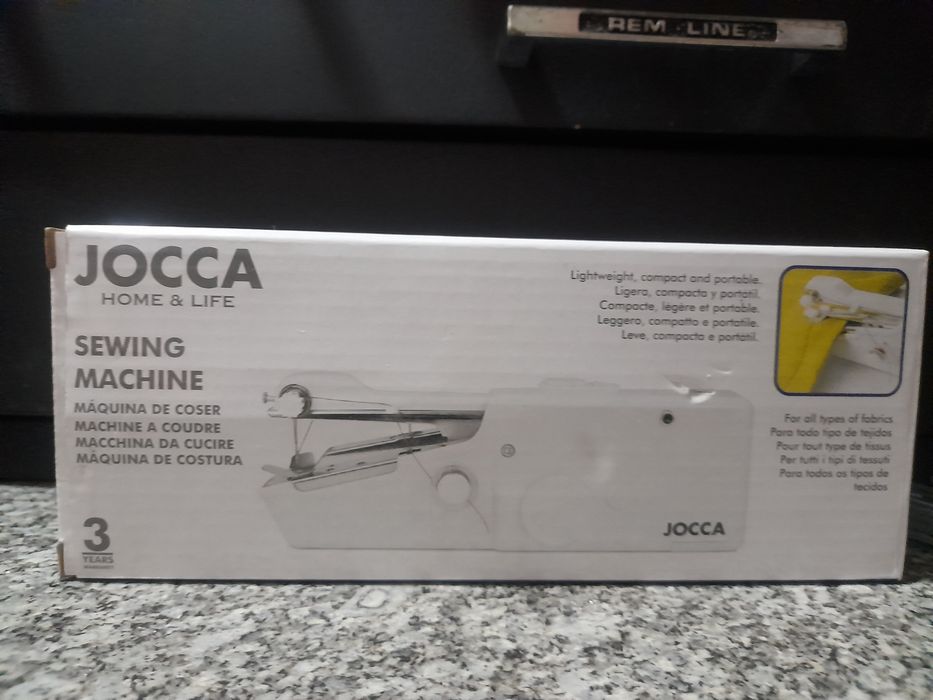 REM LINE
JOCCA
HOME & LIFE
SEWING
MACHINE
MÁQUINA DE COSER
MACHINE A COUDRE
MACCHINA DA CUCIRE
MÁQUINA DE COSTURA
3
YEARS
WARRANTY
Lightweight, compact and portable.
Ligera, compacta y portátil.
Compacte, légère et portable.
Leggero, compatto e portatile.
Leve, compacta e portátil.
For all types of fabrics
Para todo tipo de tejidos
Pour tout type de tissus
Per tutti i tipi di tessuti
Para todos os tipos de
tecidos
JOCCA